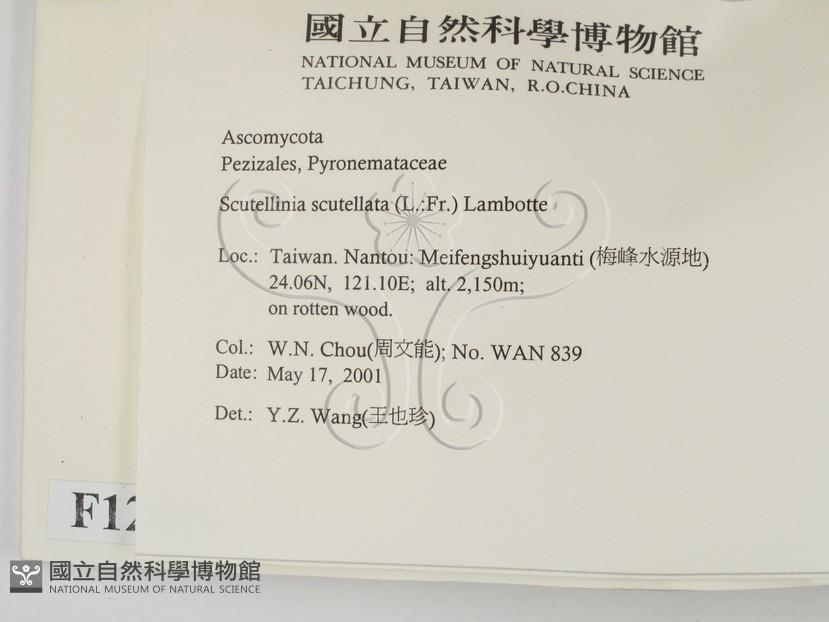 國立自然科學博物館
NATIONAL MUSEUM OF NATURAL SCIENCE
TAICHUNG, TAIWAN, R.O.CHINA
Ascomycota
Pezizales, Pyronemataceae
Scutellinia scutellata (L.:Fr.) Lambotte
Loc.: Taiwan. Nantou: Meifengshuiyuanti (梅峰水源地)
24.06N, 121.10E; alt. 2,150m;
on rotten wood.
Col.: W.N. Chou(周文能); No. WAN 839
Date: May 17, 2001
Det.: Y.Z. Wang(王也珍)
F12
國立自然科學博物館
NATIONAL MUSEUM OF NATURAL SCIENCE